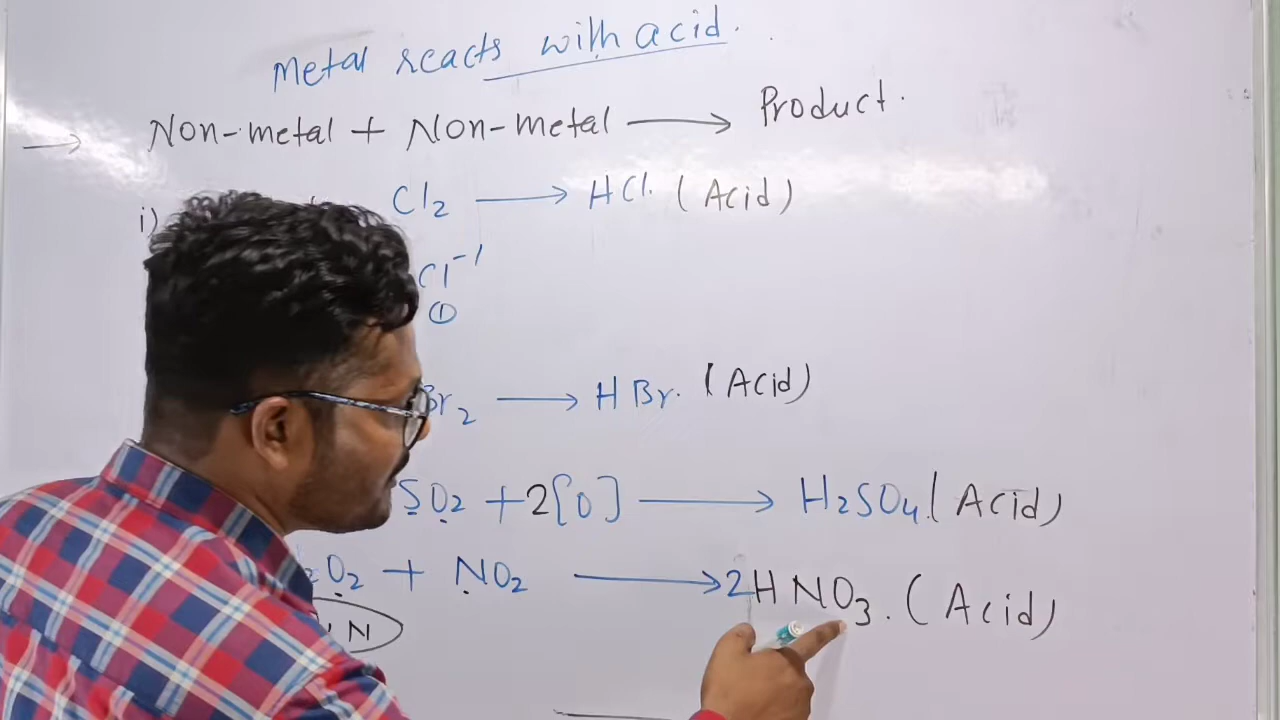 Metal reacts with acid.
Non-metal + Non-metal → Product.
i) Cl₂ → HCl. (Acid)
Cl⁻¹
①
Br₂ → HBr. (Acid)
SO₂ + 2[O] → H₂SO₄. (Acid)
₂O₂ + NO₂ → 2HNO₃. (Acid)
N